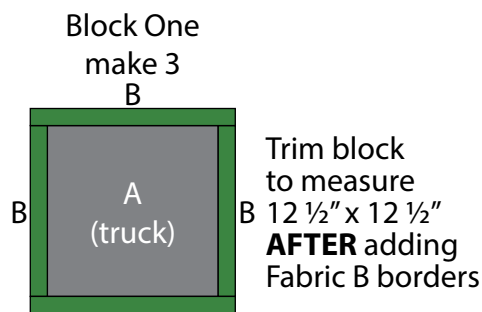 Block One
make 3
B
B
A
(truck)
B
Trim block
to measure
12 ½” x 12 ½”
AFTER adding
Fabric B borders